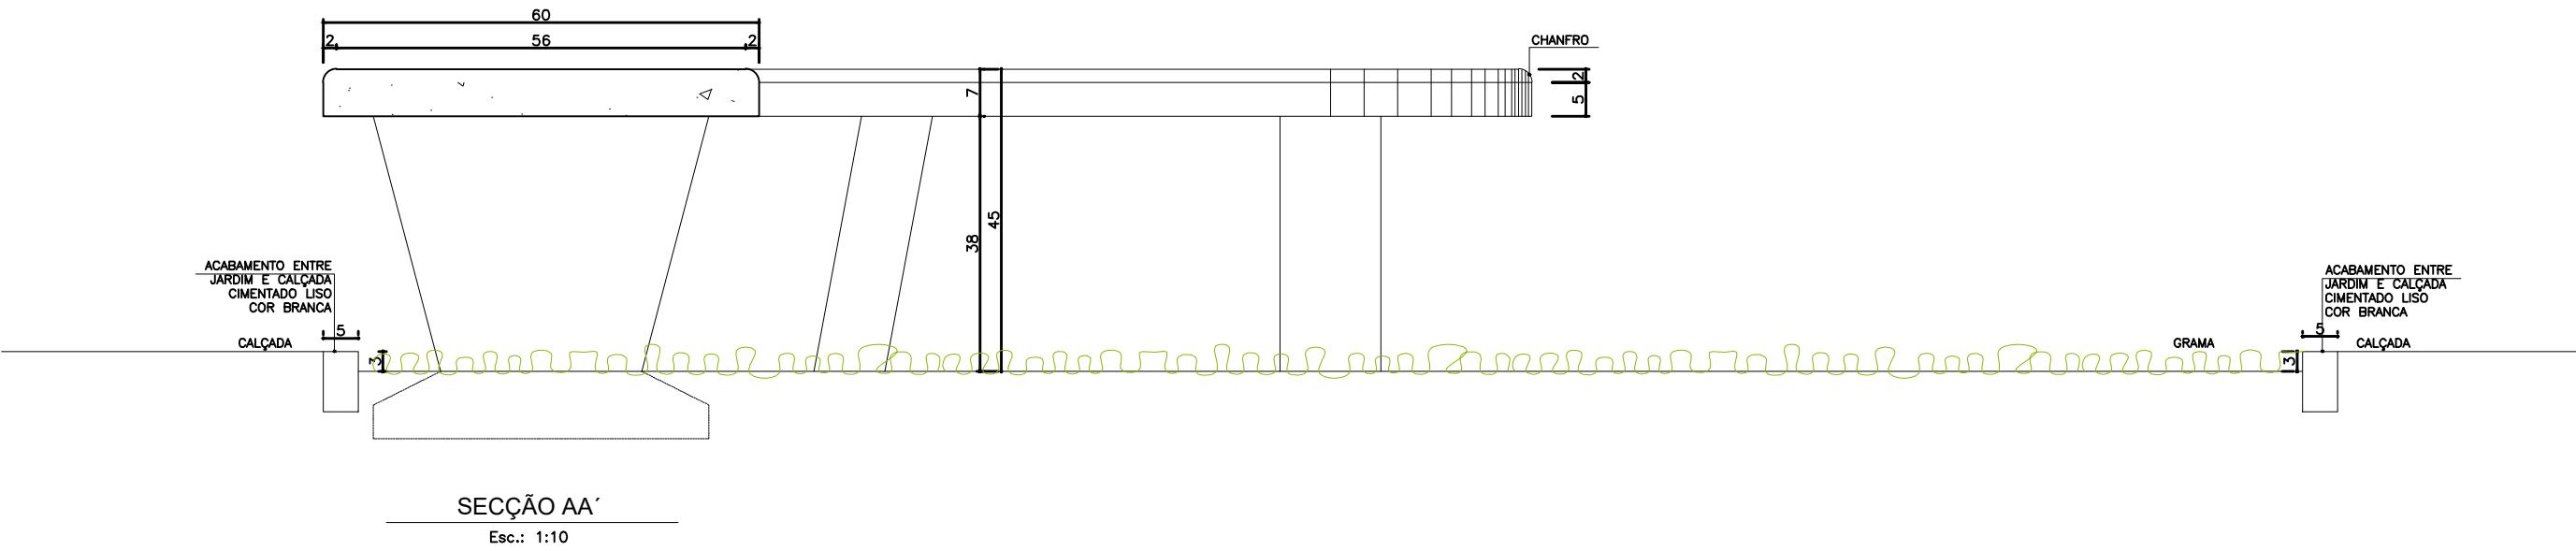 60
2 56 2
CHANFRO
2
5
7
38
45
ACABAMENTO ENTRE
JARDIM E CALÇADA
CIMENTADO LISO
COR BRANCA
5
CALÇADA
3
ACABAMENTO ENTRE
JARDIM E CALÇADA
CIMENTADO LISO
COR BRANCA
5
GRAMA
CALÇADA
3
SECÇÃO AA´
Esc.: 1:10